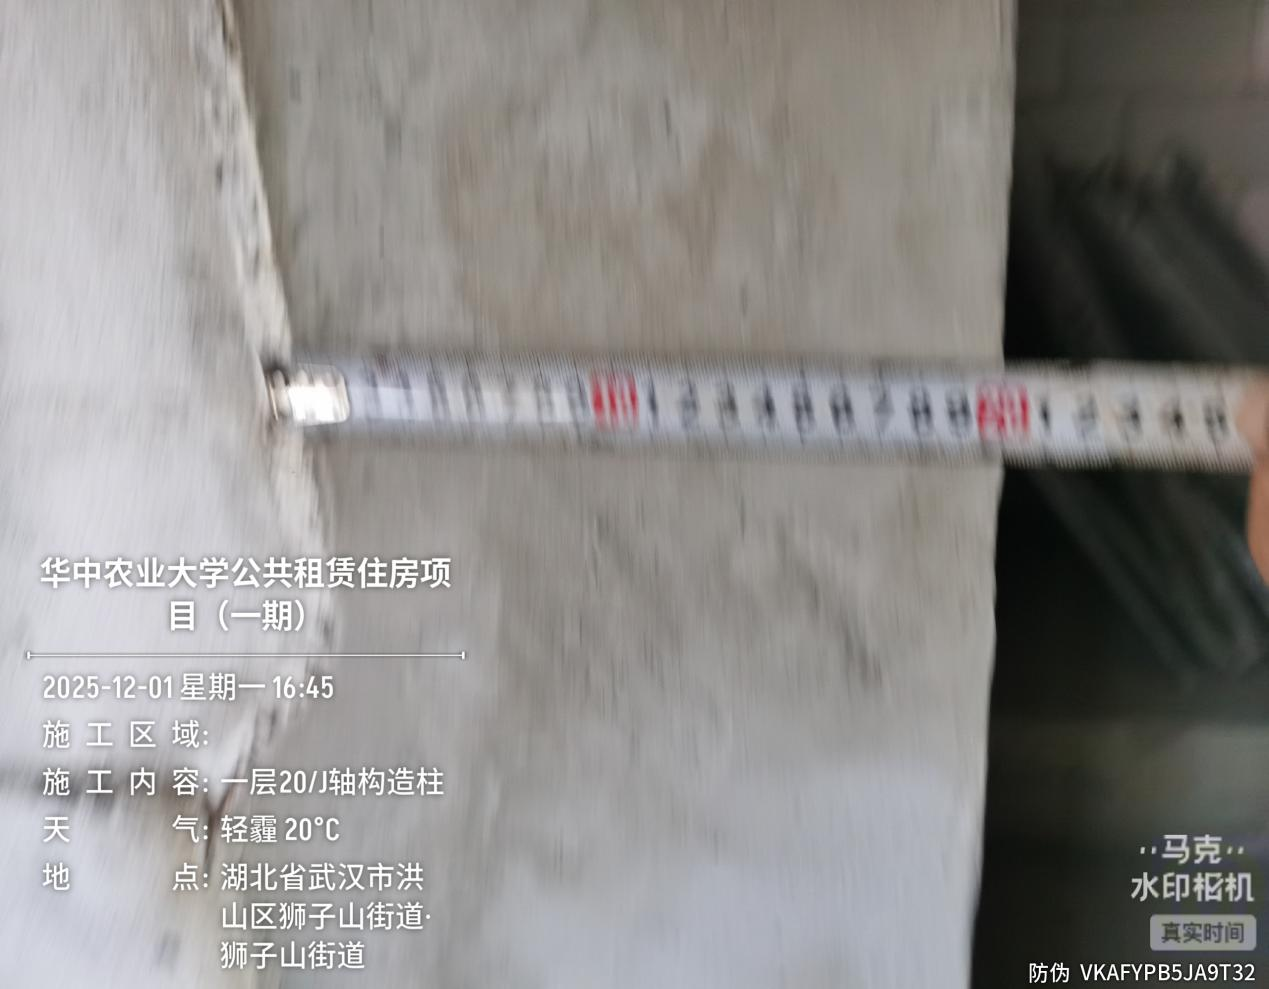 华中农业大学公共租赁住房项
目（一期）
2025-12-01 星期一 16:45
施工区域:
施工内容: 一层20/J轴构造柱
天气: 轻霾 20°C
地点: 湖北省武汉市洪
山区狮子山街道·
狮子山街道
马克
水印相机
真实时间
防伪 VKAFYPB5JA9T32